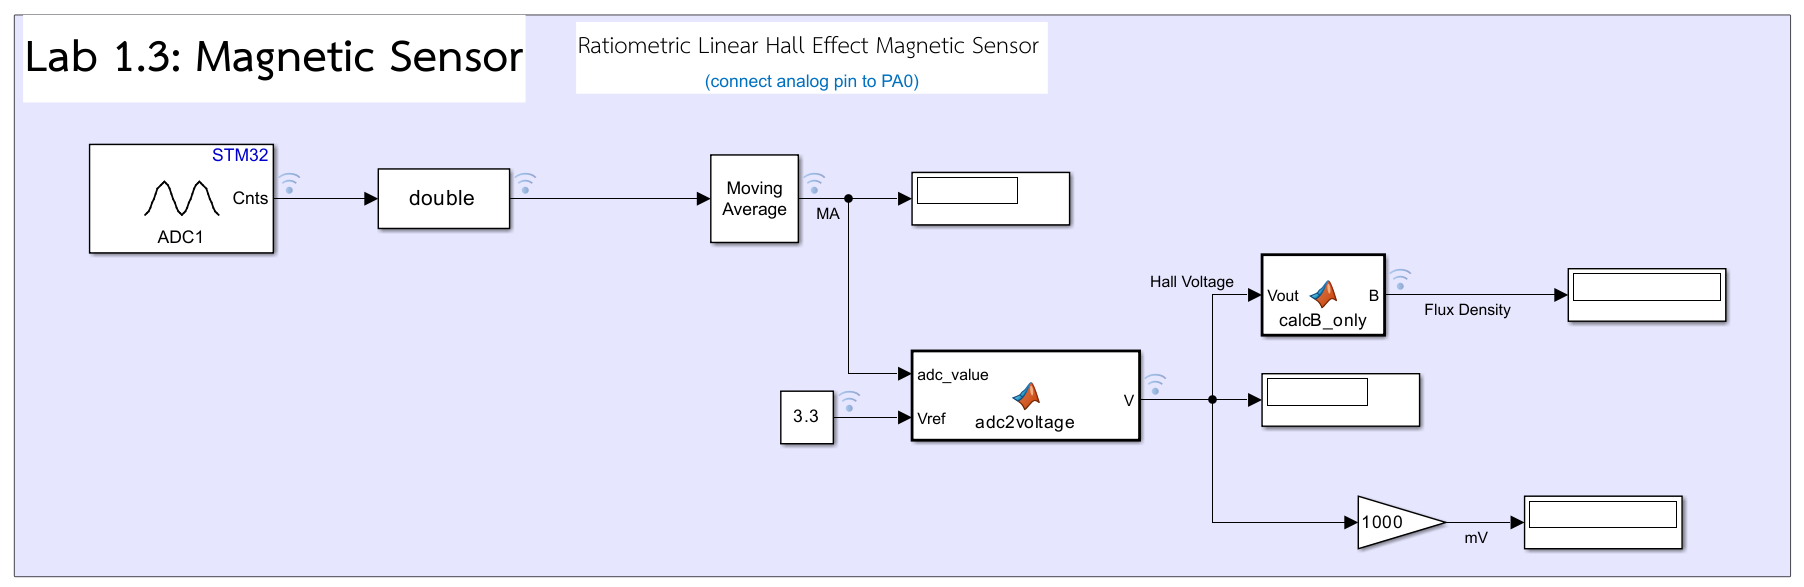 Lab 1.3: Magnetic Sensor
Ratiometric Linear Hall Effect Magnetic Sensor
(connect analog pin to PA0)
STM32
Cnts
ADC1
double
Moving
Average
MA
Hall Voltage
Vout
B
calcB_only
Flux Density
adc_value
Vref
V
adc2voltage
3.3
1000
mV